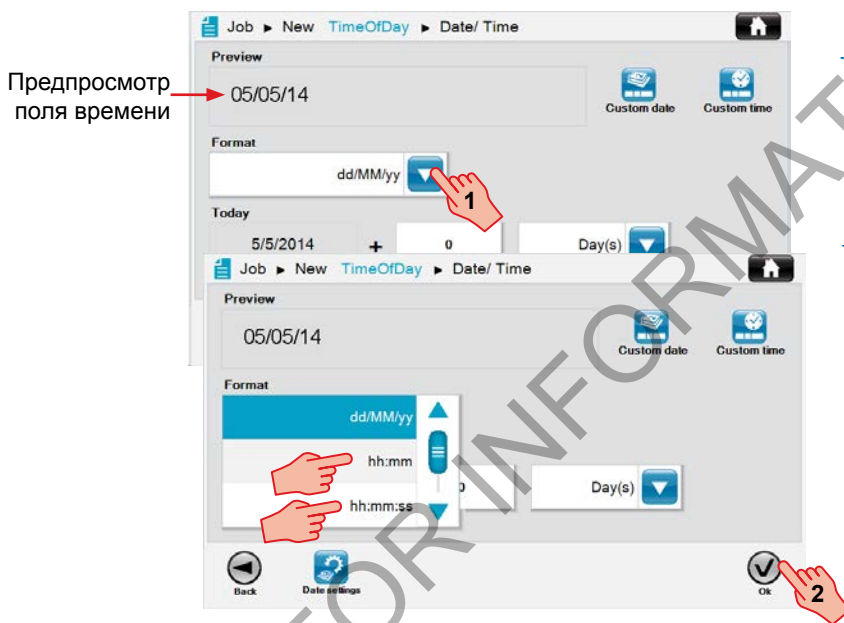 Job ▸ New TimeOfDay ▸ Date/ Time
Preview
Предпросмотр
поля времени
05/05/14
Custom date
Custom time
Format
dd/MM/yy
1
Today
5/5/2014 + 0 Day(s)
Job ▸ New TimeOfDay ▸ Date/ Time
Preview
05/05/14
Custom date
Custom time
Format
dd/MM/yy
hh:mm
hh:mm:ss
Day(s)
Back
Date settings
Ok
2
FOR INFORMAT